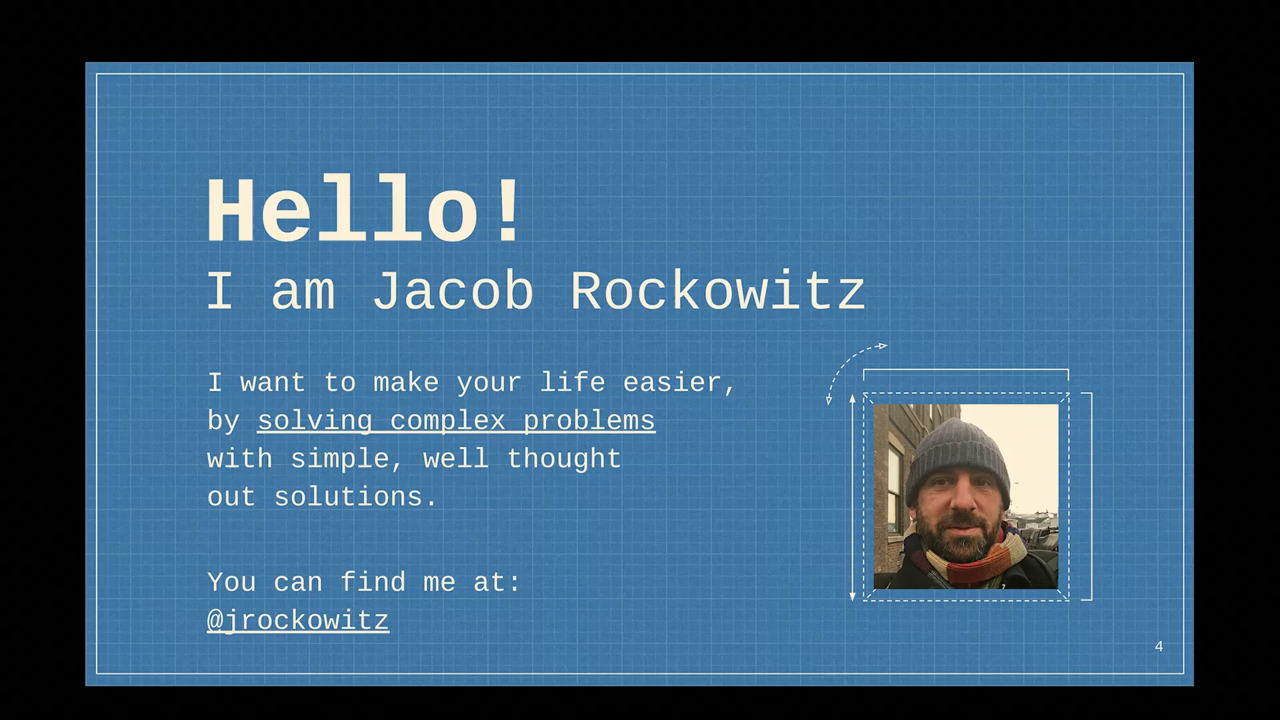 Hello!
I am Jacob Rockowitz
I want to make your life easier,
by solving complex problems
with simple, well thought
out solutions.
You can find me at:
@jrockowitz
4